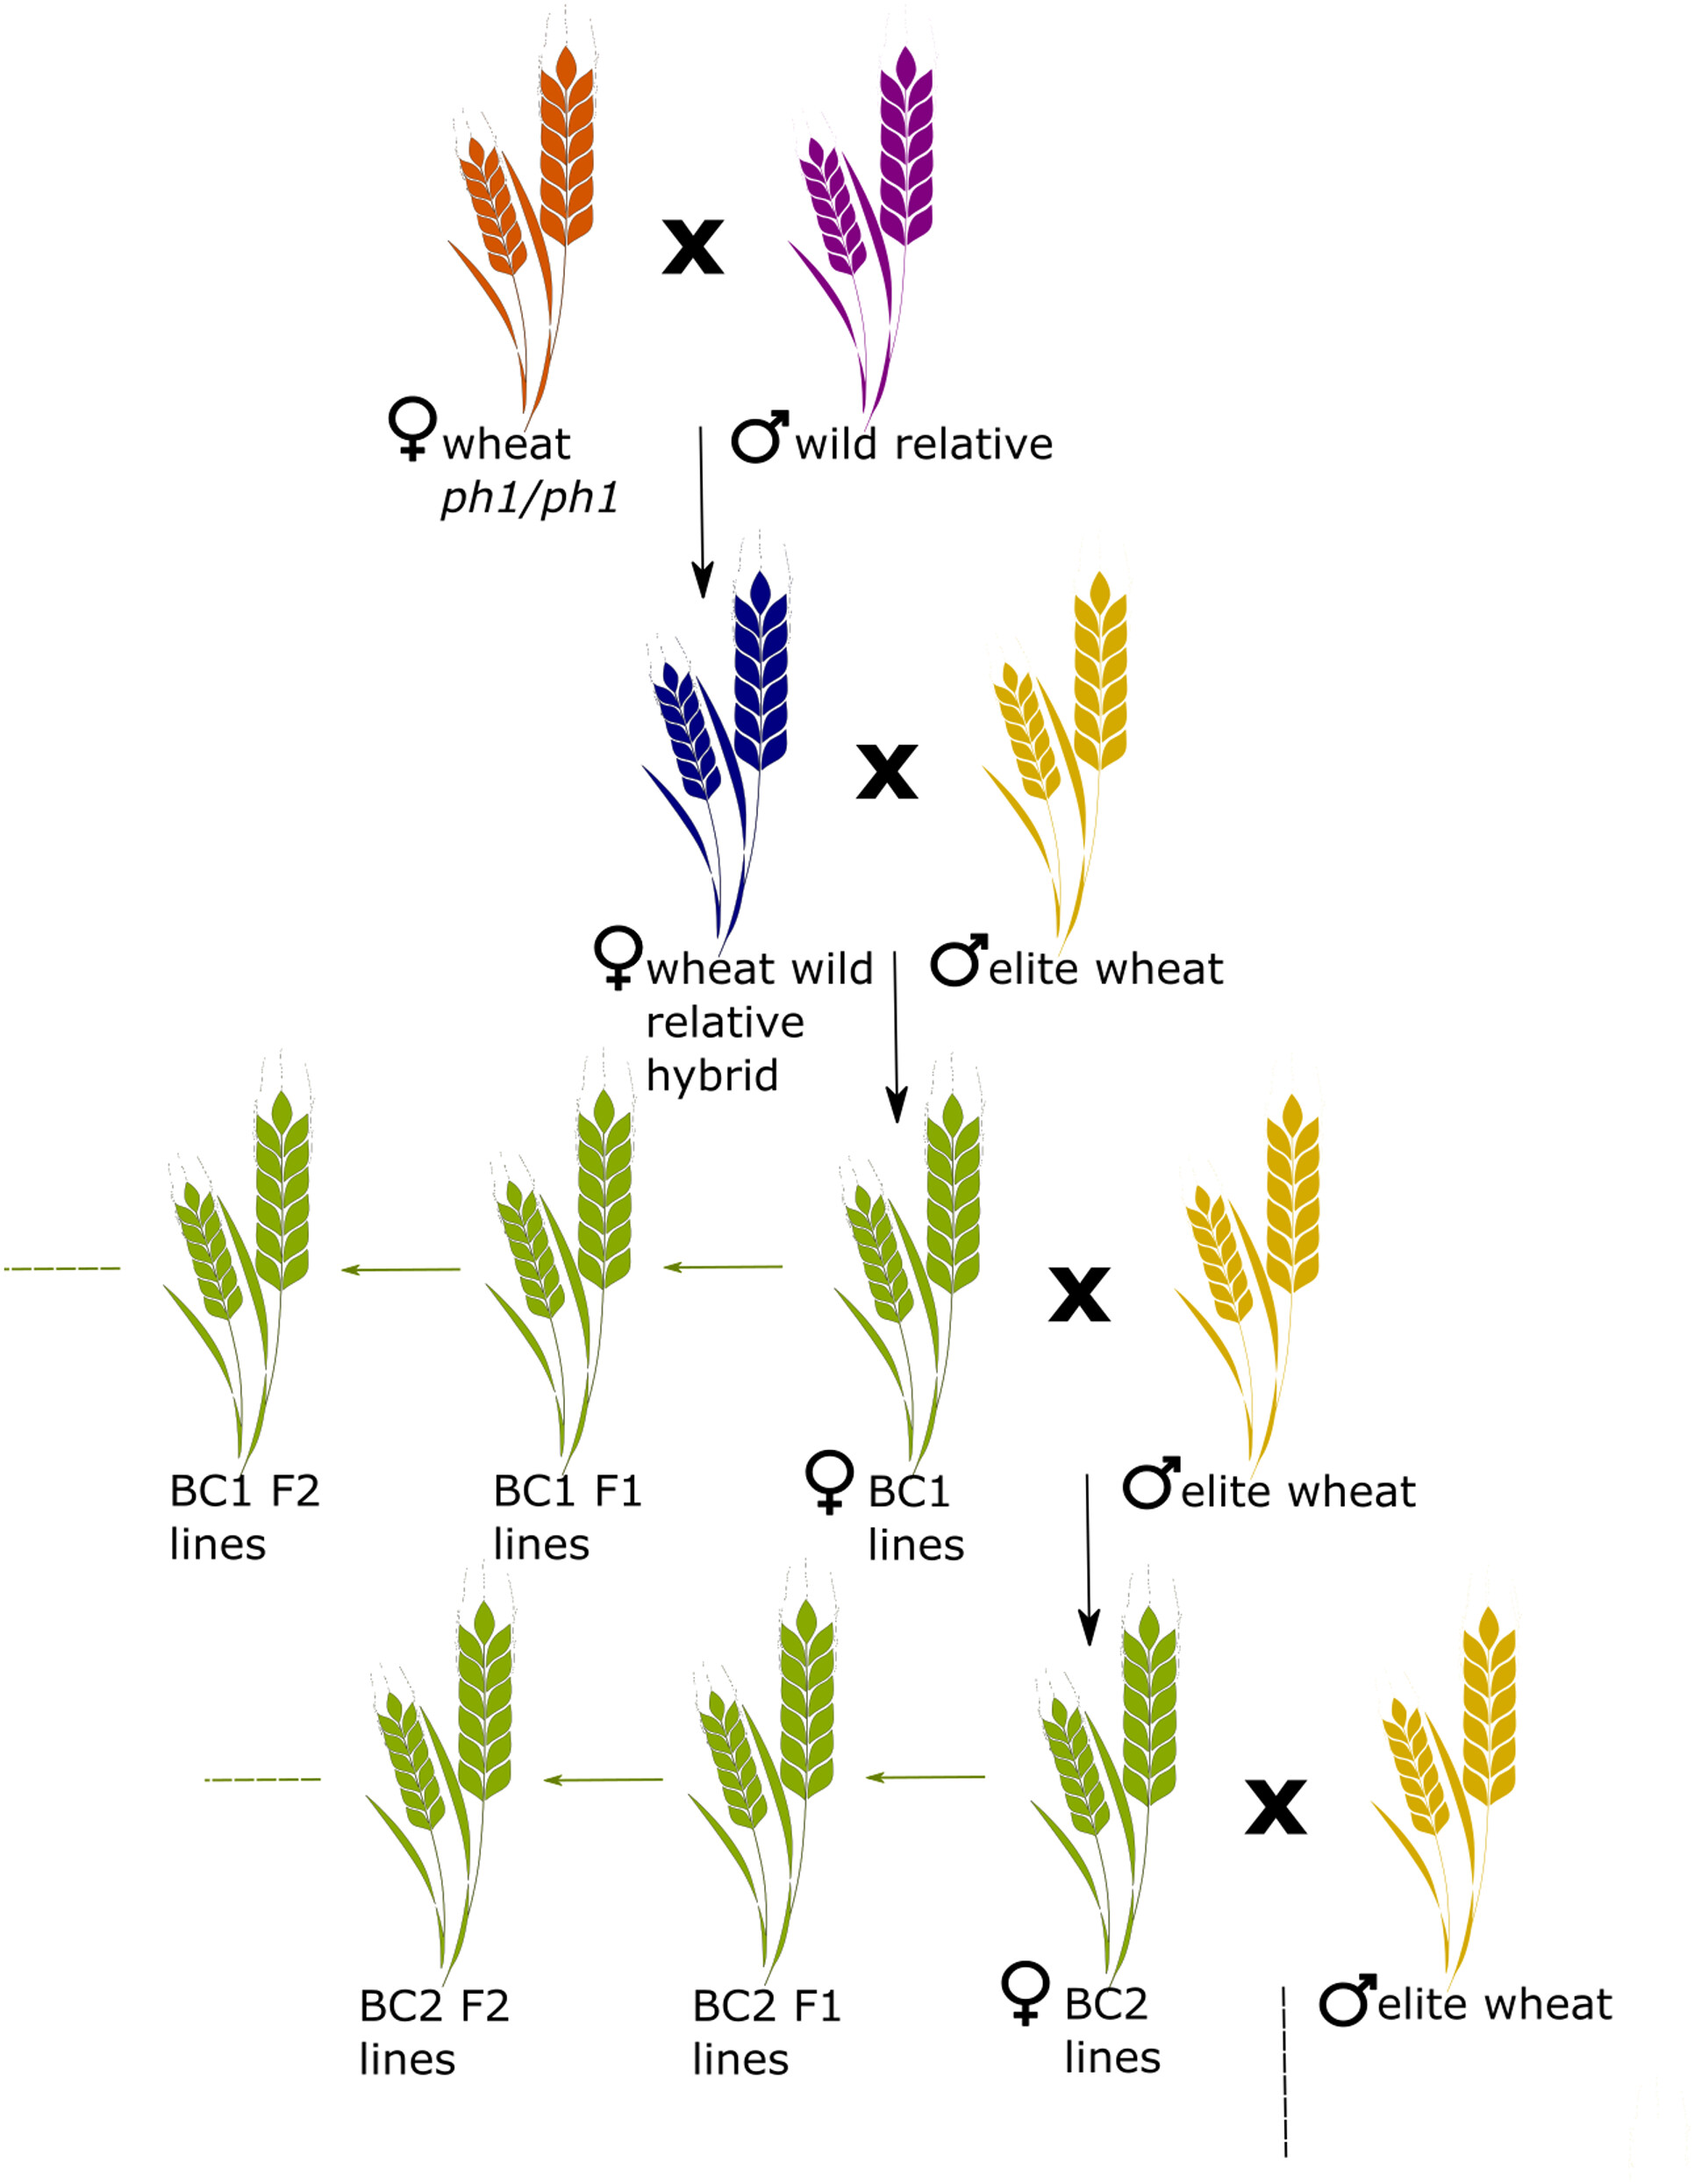 X
♀ wheat
ph1/ph1
♂ wild relative
X
♀ wheat wild
relative
hybrid
♂ elite wheat
X
BC1 F2
lines
BC1 F1
lines
♀ BC1
lines
♂ elite wheat
X
BC2 F2
lines
BC2 F1
lines
♀ BC2
lines
♂ elite wheat